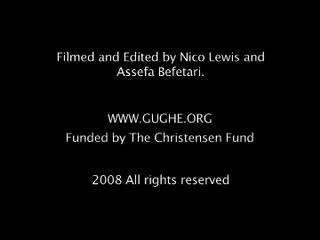 Filmed and Edited by Nico Lewis and
Assefa Befetari.
WWW.GUGHE.ORG
Funded by The Christensen Fund
2008 All rights reserved